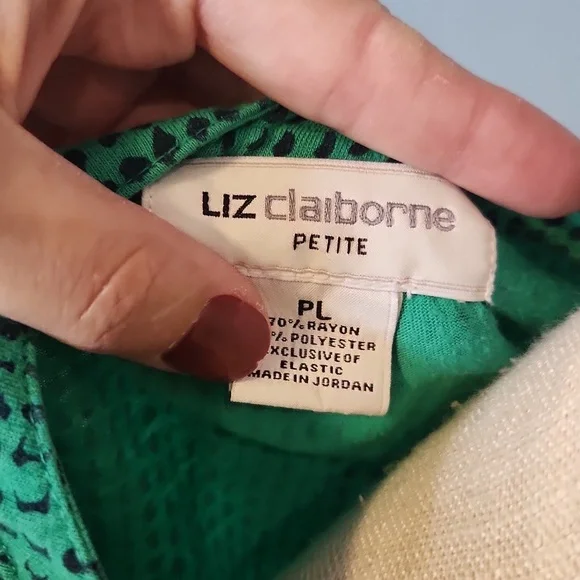 LIZ claiborne
PETITE
PL
70% RAYON
% POLYESTER
EXCLUSIVE OF
ELASTIC
MADE IN JORDAN